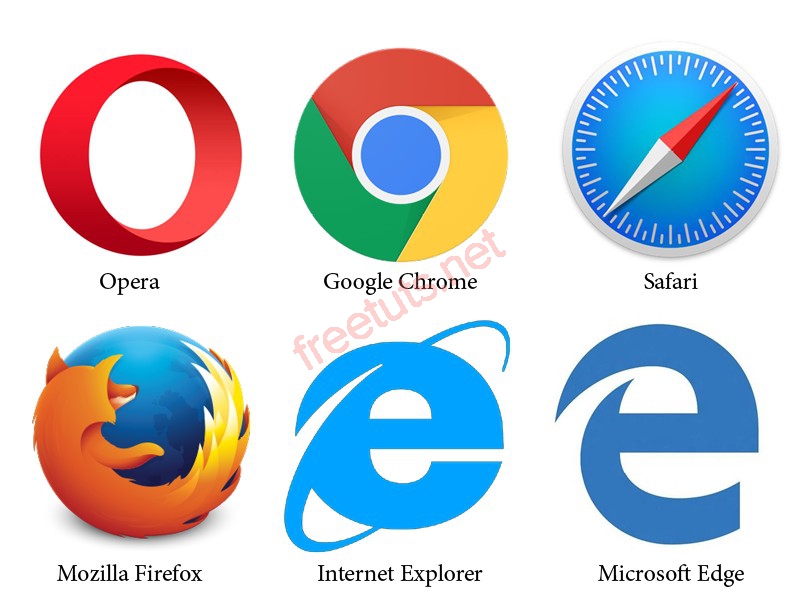 Opera
Google Chrome
Safari
freetuts.net
Mozilla Firefox
Internet Explorer
Microsoft Edge